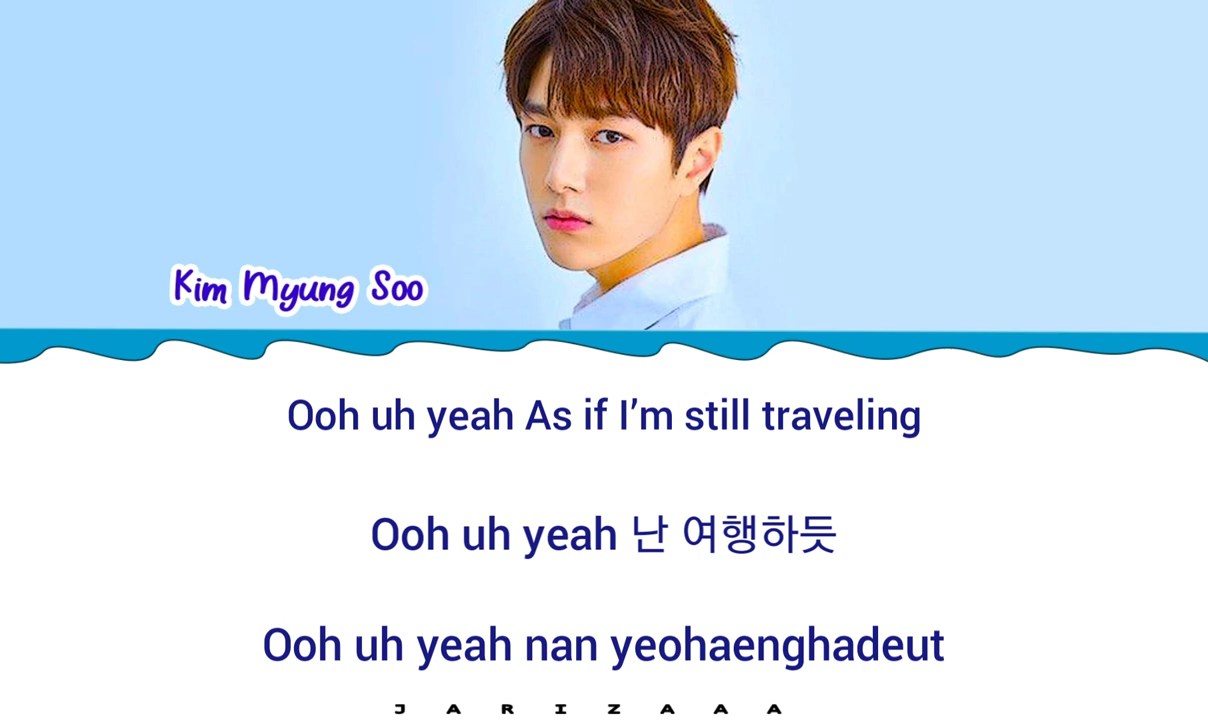 Kim Myung Soo
Ooh uh yeah As if I’m still traveling
Ooh uh yeah 난 여행하듯
Ooh uh yeah nan yeohaenghadeut
J A R I Z A A A